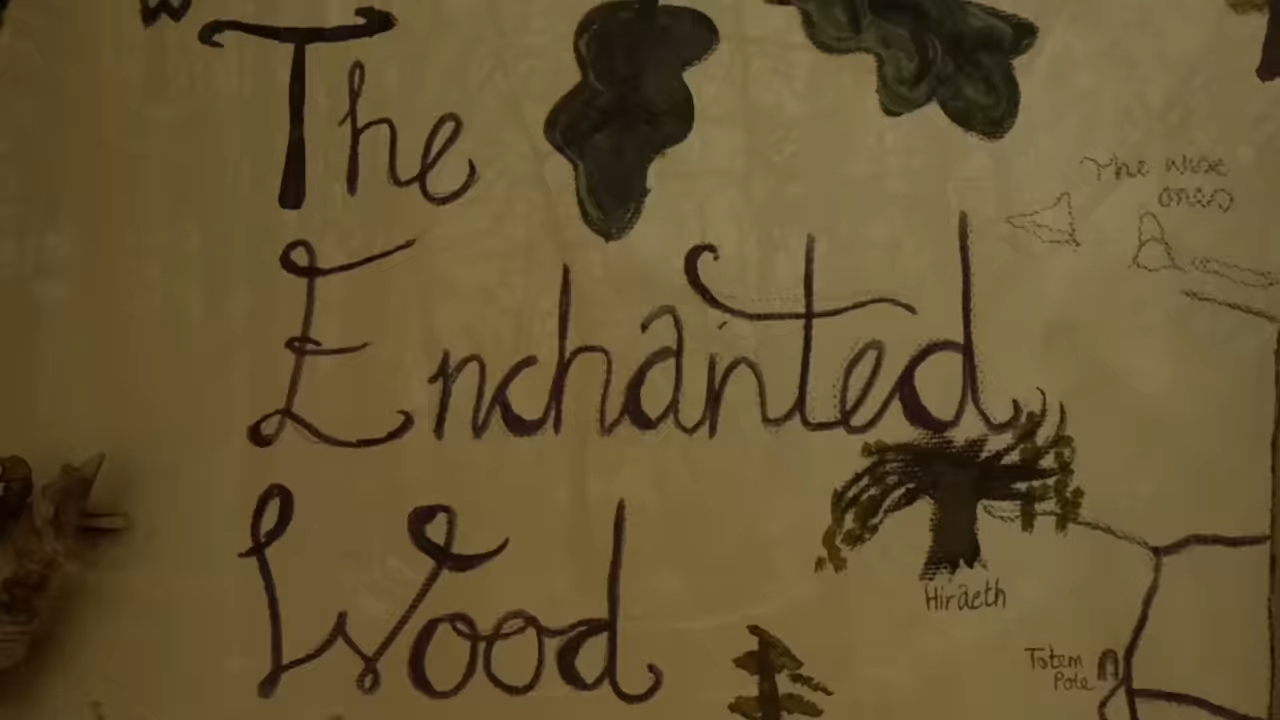 The
Enchanted
Wood
The Wise
ones
Hiraeth
Totem
Pole